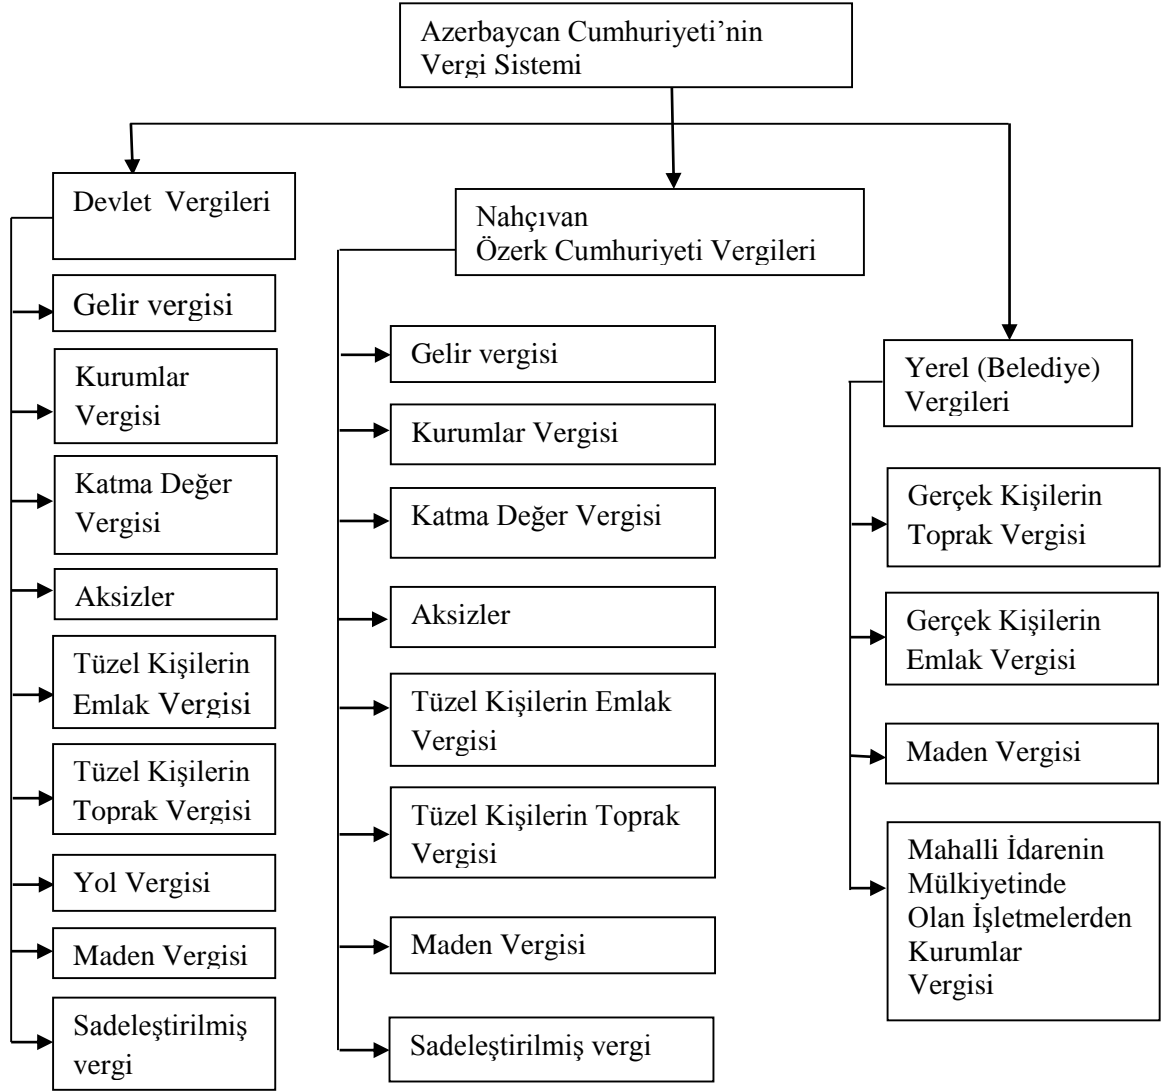 Azerbaycan Cumhuriyeti’nin
Vergi Sistemi
Devlet Vergileri
Gelir vergisi
Kurumlar
Vergisi
Katma Değer
Vergisi
Aksizler
Tüzel Kişilerin
Emlak Vergisi
Tüzel Kişilerin
Toprak Vergisi
Yol Vergisi
Maden Vergisi
Sadeleştirilmiş
vergi
Nahçıvan
Özerk Cumhuriyeti Vergileri
Gelir vergisi
Kurumlar Vergisi
Katma Değer Vergisi
Aksizler
Tüzel Kişilerin Emlak
Vergisi
Tüzel Kişilerin Toprak
Vergisi
Maden Vergisi
Sadeleştirilmiş vergi
Yerel (Belediye)
Vergileri
Gerçek Kişilerin
Toprak Vergisi
Gerçek Kişilerin
Emlak Vergisi
Maden Vergisi
Mahalli İdarenin
Mülkiyetinde
Olan İşletmelerden
Kurumlar
Vergisi